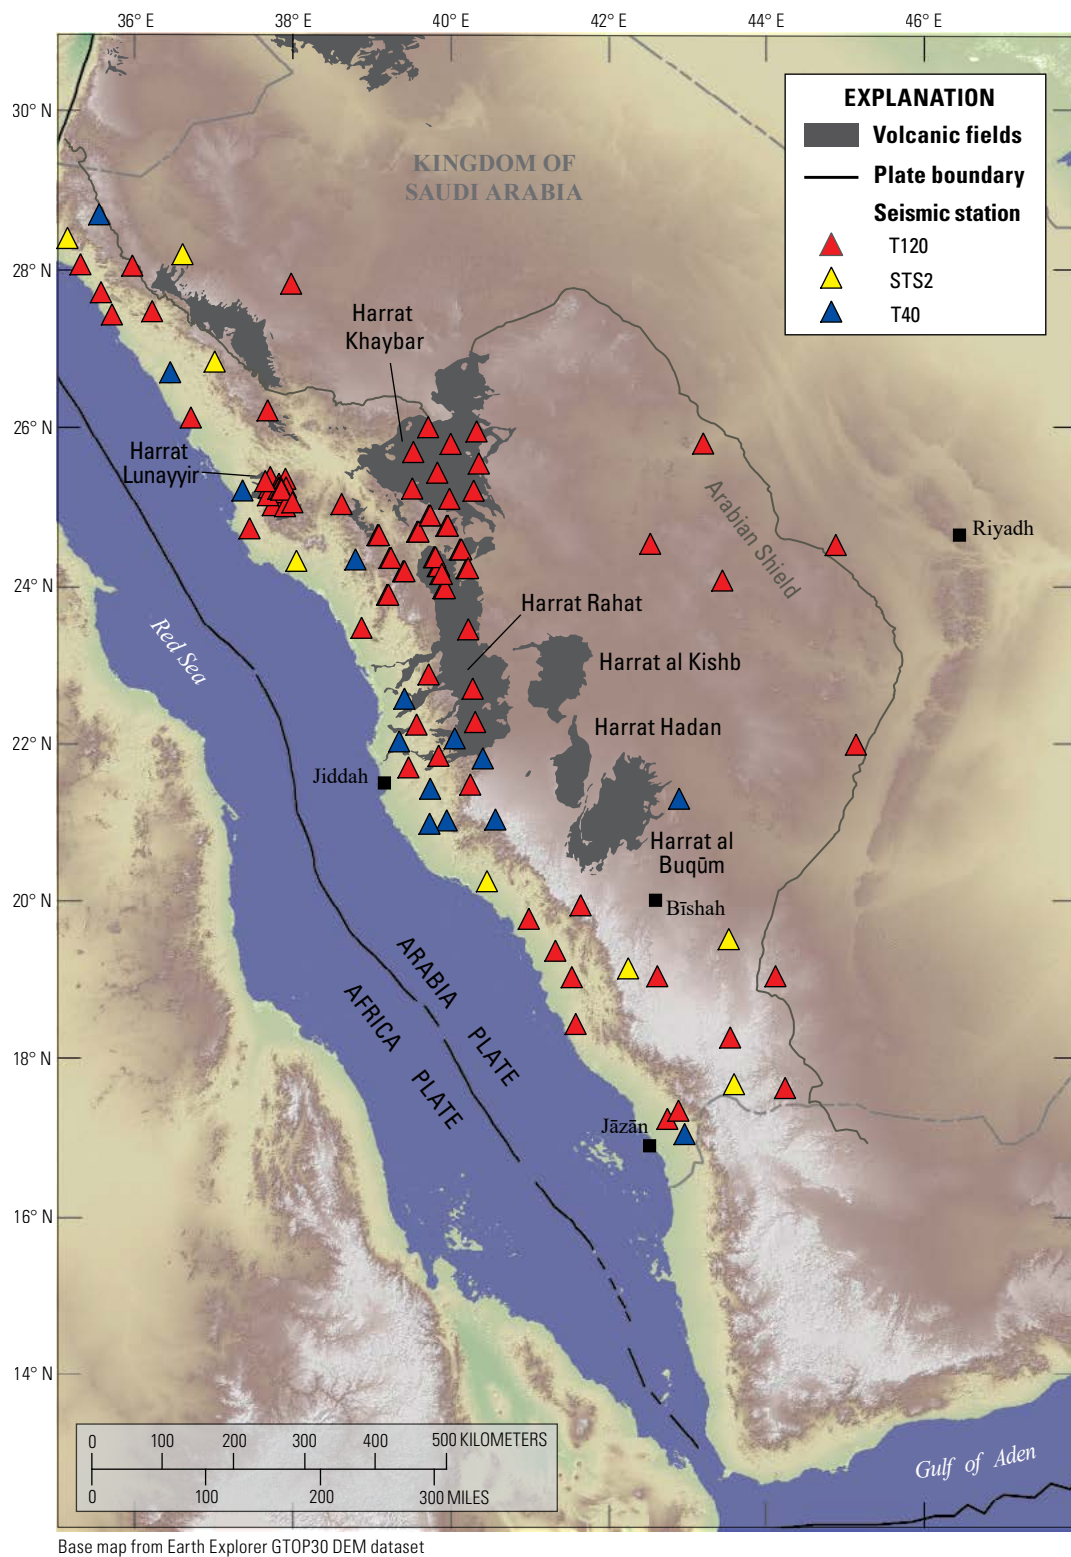 36° E
38° E
40° E
42° E
44° E
46° E
30° N
28° N
26° N
24° N
22° N
20° N
18° N
16° N
14° N
EXPLANATION
Volcanic fields
Plate boundary
Seismic station
T120
STS2
T40
KINGDOM OF
SAUDI ARABIA
Harrat
Khaybar
Harrat
Lunayyir
Arabian Shield
Riyadh
Harrat Rahat
Red Sea
Harrat al Kishb
Harrat Hadan
Jiddah
Harrat al
Buqūm
Bīshah
ARABIA PLATE
AFRICA PLATE
Jāzān
Gulf of Aden
0 100 200 300 400 500 KILOMETERS
0 100 200 300 MILES
Base map from Earth Explorer GTOP30 DEM dataset